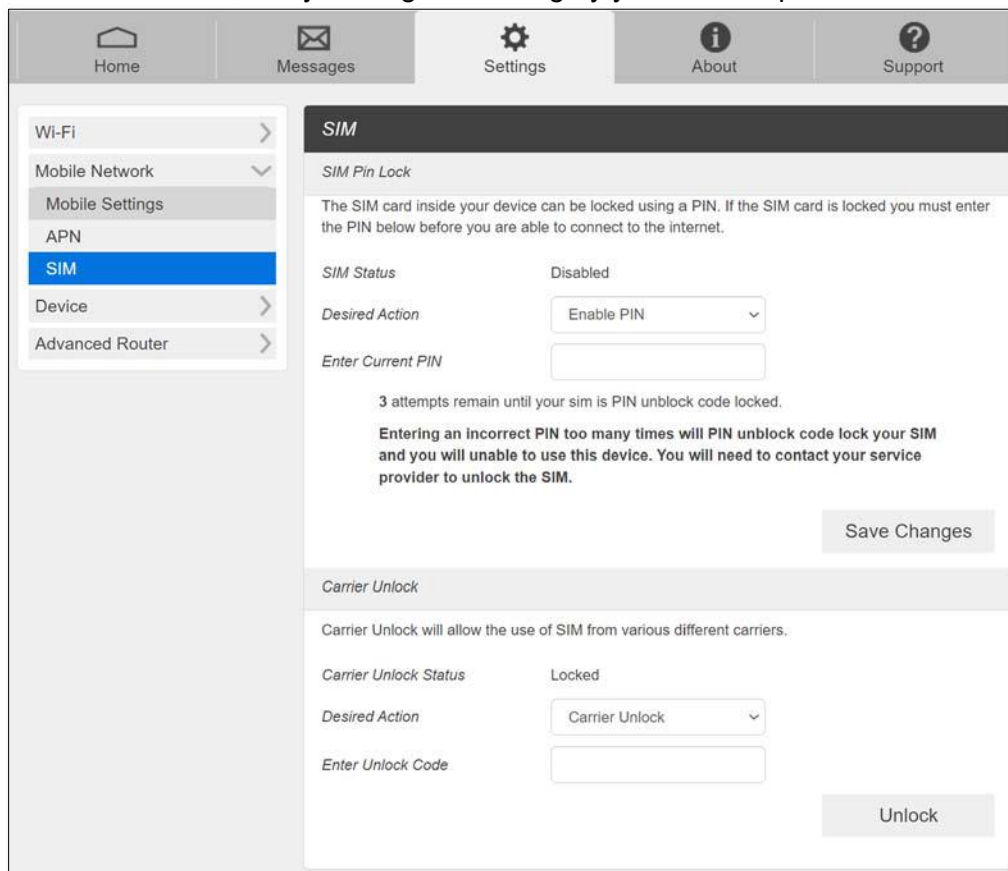 Home
Messages
Settings
About
Support
Wi-Fi
Mobile Network
Mobile Settings
APN
SIM
Device
Advanced Router
SIM
SIM Pin Lock
The SIM card inside your device can be locked using a PIN. If the SIM card is locked you must enter
the PIN below before you are able to connect to the internet.
SIM Status Disabled
Desired Action Enable PIN
Enter Current PIN
3 attempts remain until your sim is PIN unblock code locked.
Entering an incorrect PIN too many times will PIN unblock code lock your SIM
and you will unable to use this device. You will need to contact your service
provider to unlock the SIM.
Save Changes
Carrier Unlock
Carrier Unlock will allow the use of SIM from various different carriers.
Carrier Unlock Status Locked
Desired Action Carrier Unlock
Enter Unlock Code
Unlock